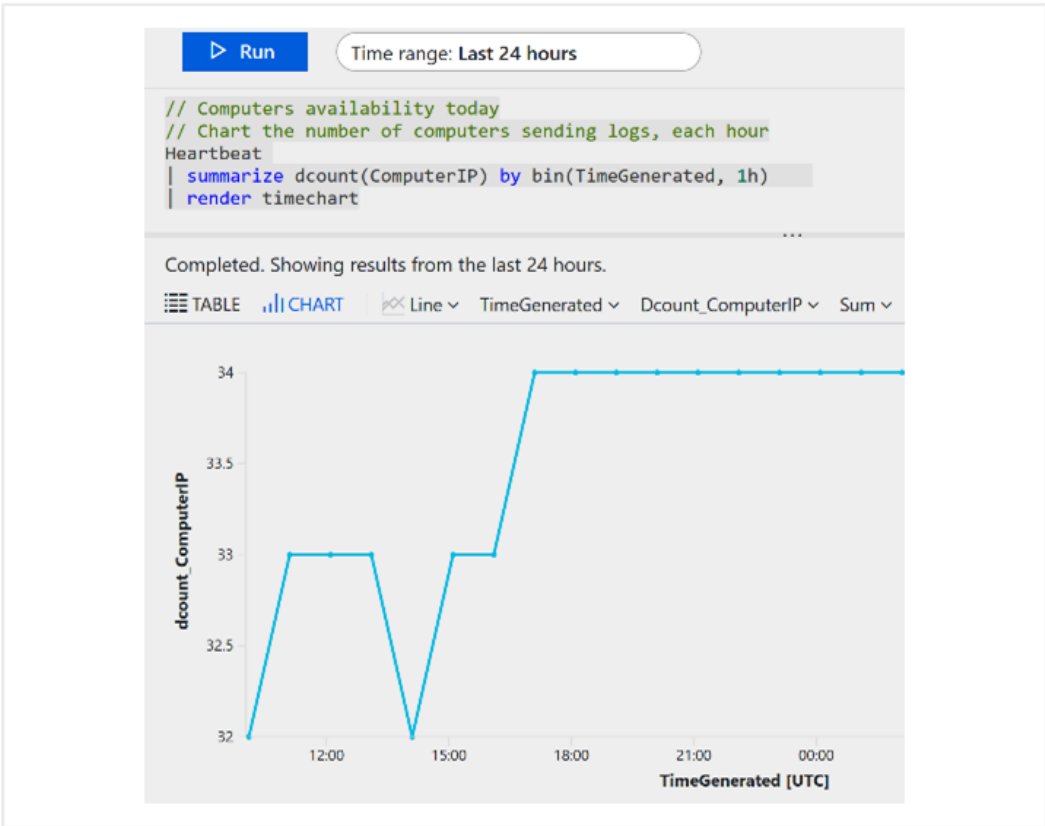 Run Time range: Last 24 hours
// Computers availability today
// Chart the number of computers sending logs, each hour
Heartbeat
| summarize dcount(ComputerIP) by bin(TimeGenerated, 1h)
| render timechart
...
Completed. Showing results from the last 24 hours.
TABLE CHART Line TimeGenerated Dcount_ComputerIP Sum
34
33.5
33
32.5
32
dcount_ComputerIP
12:00 15:00 18:00 21:00 00:00
TimeGenerated [UTC]